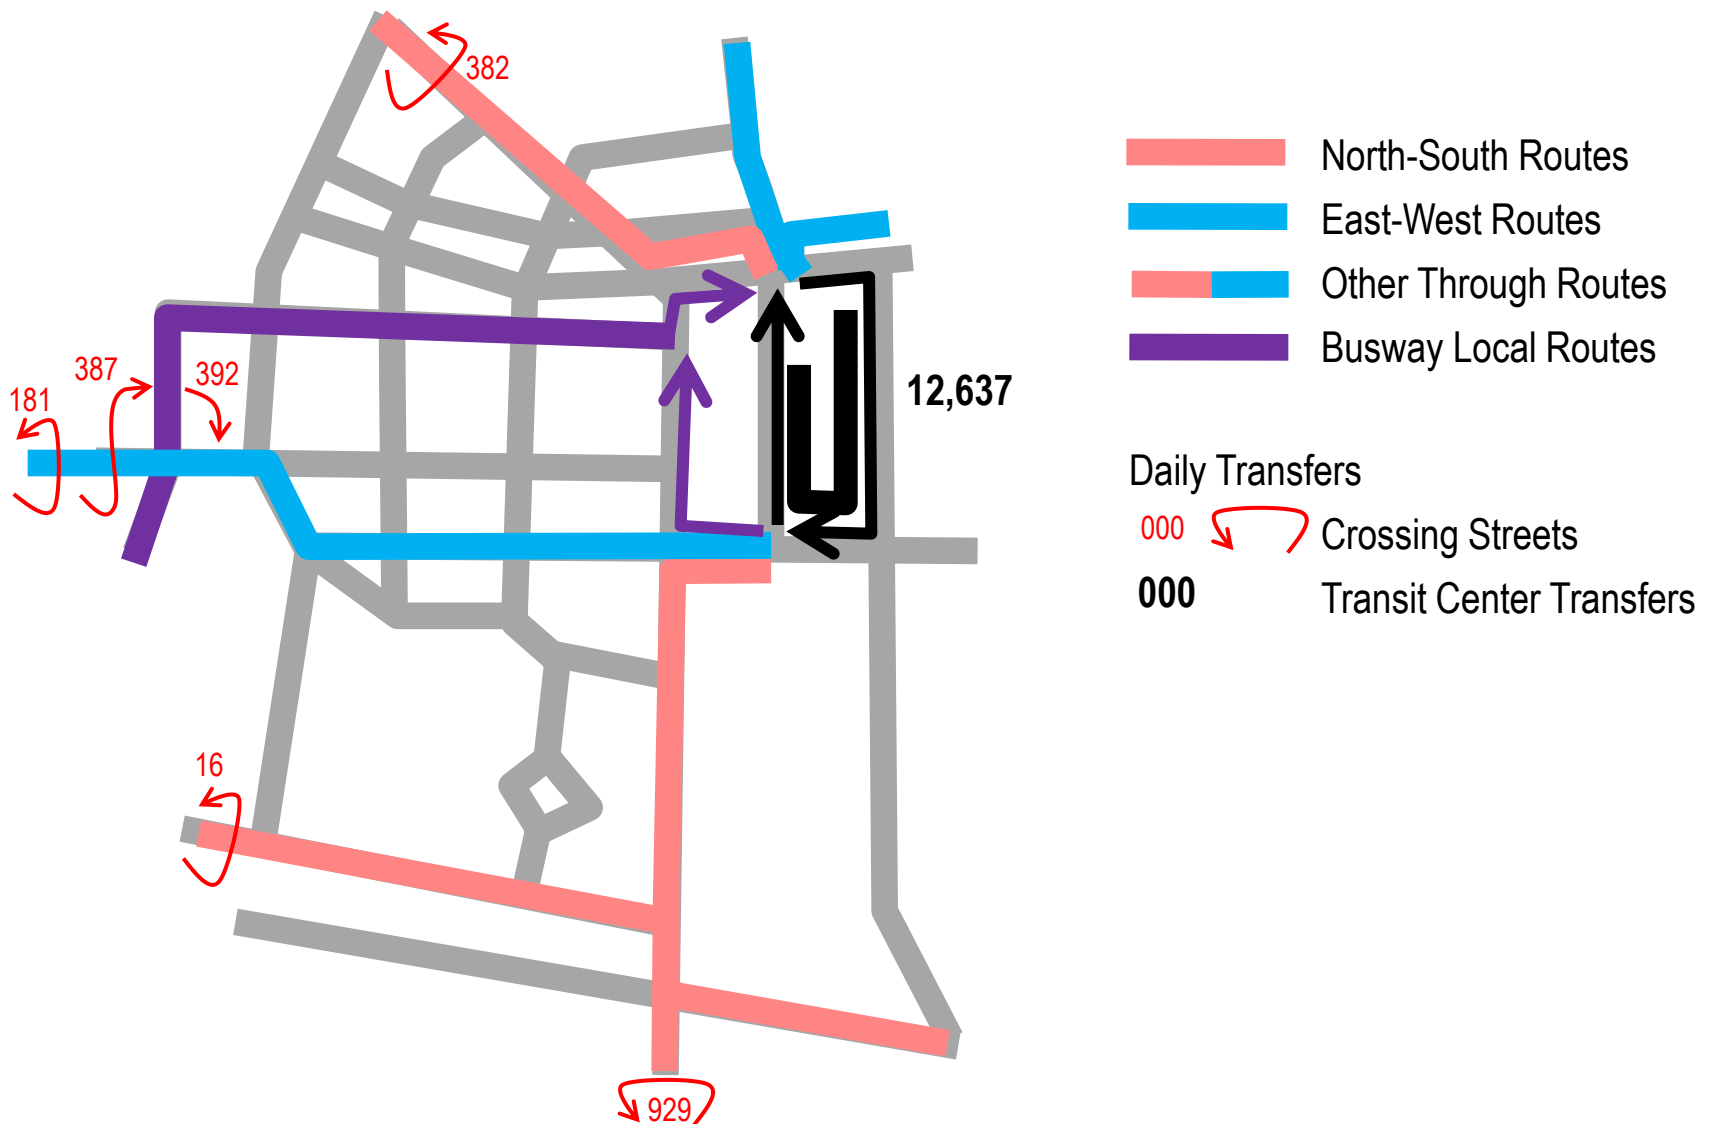 382
387
392
181
12,637
16
929
North-South Routes
East-West Routes
Other Through Routes
Busway Local Routes
Daily Transfers
000 Crossing Streets
000 Transit Center Transfers